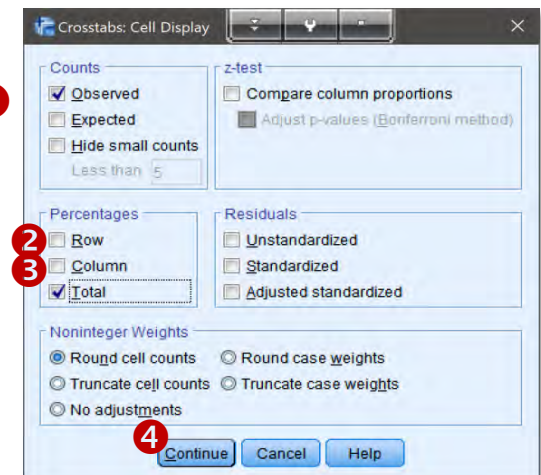 Crosstabs: Cell Display
Counts
Observed
Expected
Hide small counts
Less than 5
z-test
Compare column proportions
Adjust p-values (Bonferroni method)
Percentages
2 Row
3 Column
Total
Residuals
Unstandardized
Standardized
Adjusted standardized
Noninteger Weights
Round cell counts Round case weights
Truncate cell counts Truncate case weights
No adjustments
4
Continue Cancel Help